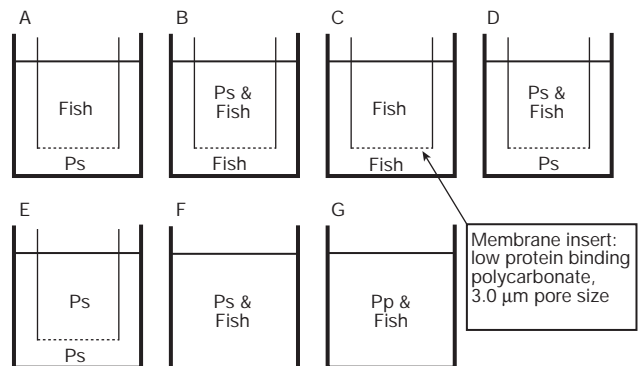 A
B
C
D
Fish
Ps
Ps &
Fish
Fish
Fish
Fish
Ps &
Fish
Ps
E
F
G
Ps
Ps
Ps &
Fish
Pp &
Fish
Membrane insert:
low protein binding
polycarbonate,
3.0 µm pore size